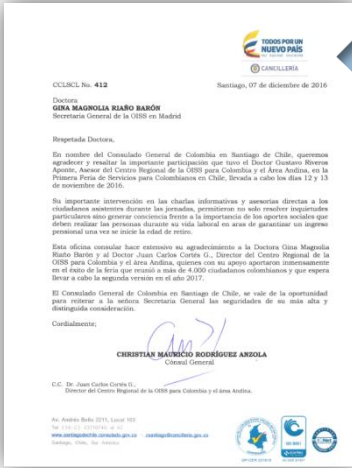 TODOS POR UN
NUEVO PAÍS
CANCILLERÍA
CCLSCL No. 412
Santiago, 07 de diciembre de 2016
Doctora
GINA MAGNOLIA RIAÑO BARÓN
Secretaria General de la OISS en Madrid
Respetada Doctora,
En nombre del Consulado General de Colombia en Santiago de Chile, queremos
agradecer y resaltar la importante participación que tuvo el Doctor Gustavo Riveros
Aponte, Asesor del Centro Regional de la OISS para Colombia y el Área Andina, en la
Primera Feria de Servicios para Colombianos en Chile, llevada a cabo los días 12 y 13
de noviembre de 2016.
Su importante intervención en las charlas informativas y asesorías directas a los
ciudadanos asistentes durante las jornadas, permitieron no solo resolver inquietudes
particulares sino generar conciencia frente a la importancia de los aportes sociales que
deben realizar las personas durante su vida laboral en aras de garantizar un ingreso
pensional una vez se inicie la edad de retiro.
Esta oficina consular hace extensivo su agradecimiento a la Doctora Gina Magnolia
Riaño Barón y al Doctor Juan Carlos Cortés G., Director del Centro Regional de la
OISS para Colombia y el área Andina, quienes con su apoyo aportaron inmensamente
en el éxito de la feria que reunió a más de 4.000 ciudadanos colombianos y que espera
llevar a cabo la segunda versión en el año 2017.
El Consulado General de Colombia en Santiago de Chile, se vale de la oportunidad
para reiterar a la señora Secretaria General las seguridades de su más alta y
distinguida consideración.
Cordialmente;
CHRISTIAN MAURICIO RODRÍGUEZ ANZOLA
Cónsul General
C.C. Dr. Juan Carlos Cortés G.,
Director del Centro Regional de la OISS para Colombia y el área Andina.
Av. Andrés Bello 2211, Local 103
Santiago, Chile,